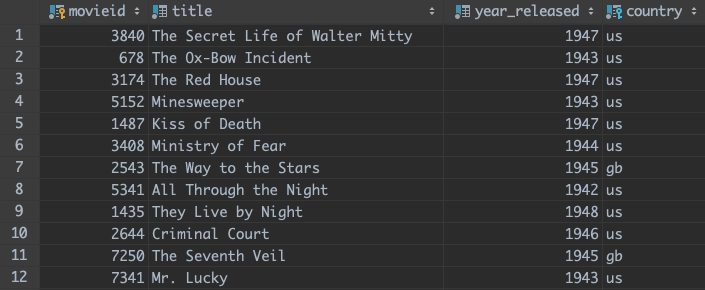 movieid title year_released country
1 3840 The Secret Life of Walter Mitty 1947 us
2 678 The Ox-Bow Incident 1943 us
3 3174 The Red House 1947 us
4 5152 Minesweeper 1943 us
5 1487 Kiss of Death 1947 us
6 3408 Ministry of Fear 1944 us
7 2543 The Way to the Stars 1945 gb
8 5341 All Through the Night 1942 us
9 1435 They Live by Night 1948 us
10 2644 Criminal Court 1946 us
11 7250 The Seventh Veil 1945 gb
12 7341 Mr. Lucky 1943 us